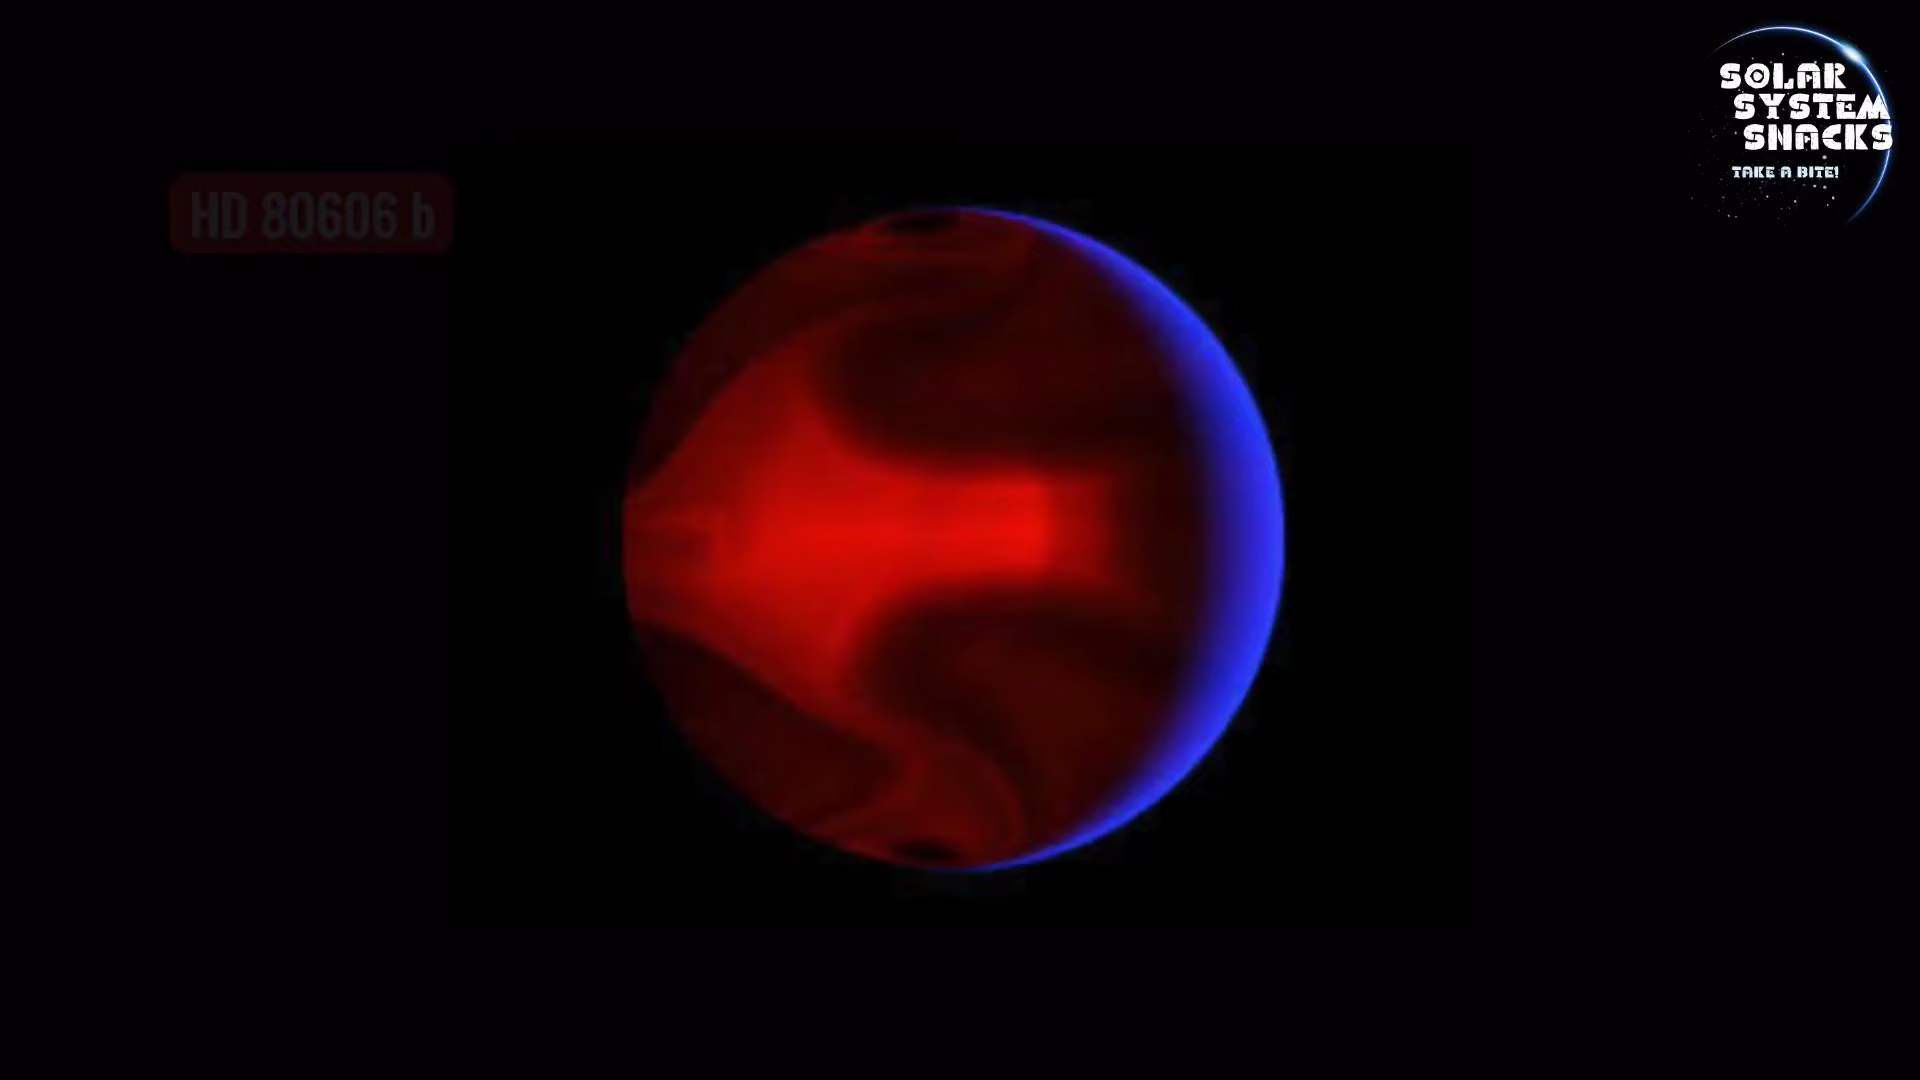 HD 80606 b
SOLAR
SYSTEM
SNACKS
TAKE A BITE!